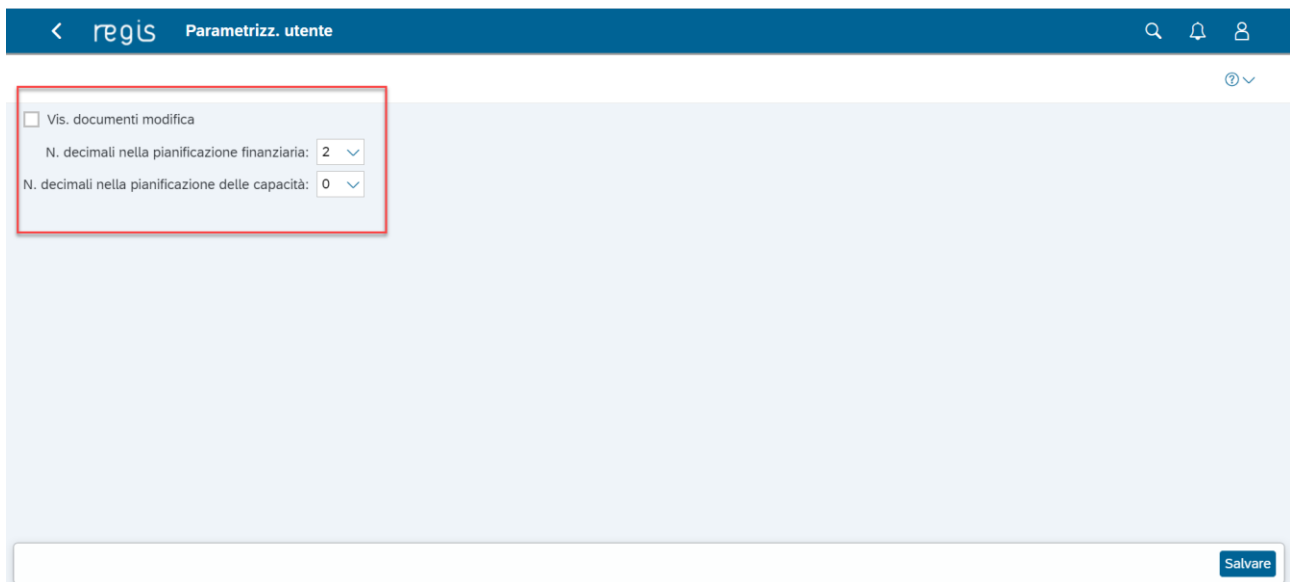 regis Parametrizz. utente
Vis. documenti modifica
N. decimali nella pianificazione finanziaria: 2
N. decimali nella pianificazione delle capacità: 0
Salvare